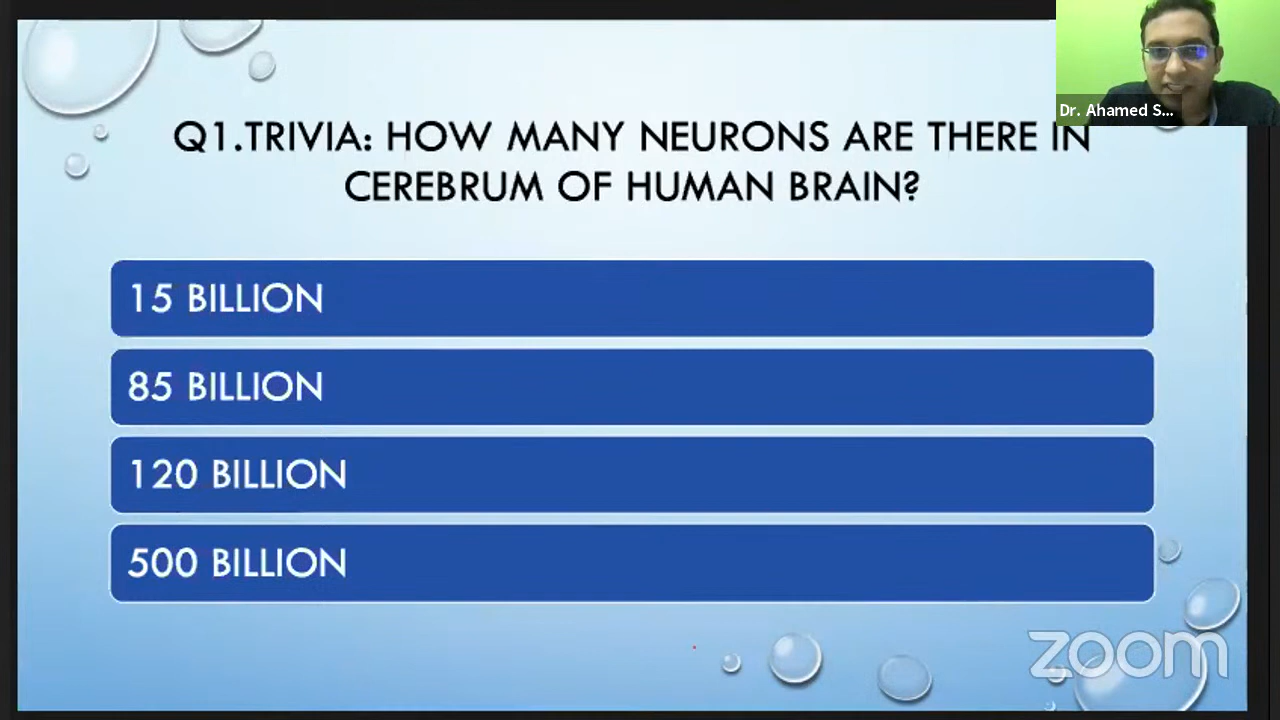 Dr. Ahamed S...
Q1.TRIVIA: HOW MANY NEURONS ARE THERE IN
CEREBRUM OF HUMAN BRAIN?
15 BILLION
85 BILLION
120 BILLION
500 BILLION
zoom